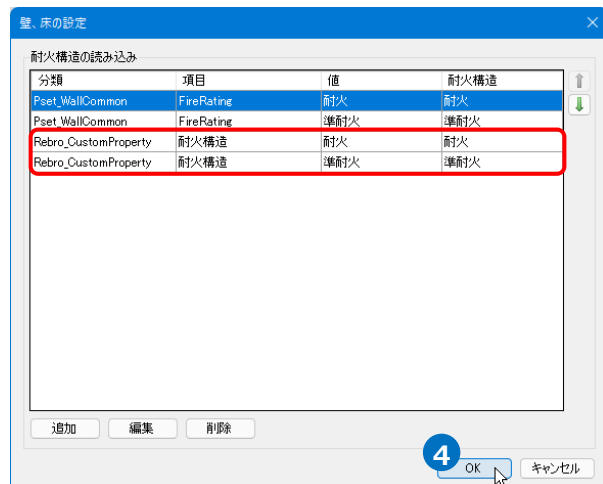 壁、床の設定
耐火構造の読み込み
分類 項目 値 耐火構造
Pset_WallCommon FireRating 耐火 耐火
Pset_WallCommon FireRating 準耐火 準耐火
Rebro_CustomProperty 耐火構造 耐火 耐火
Rebro_CustomProperty 耐火構造 準耐火 準耐火
追加 編集 削除
4
OK キャンセル